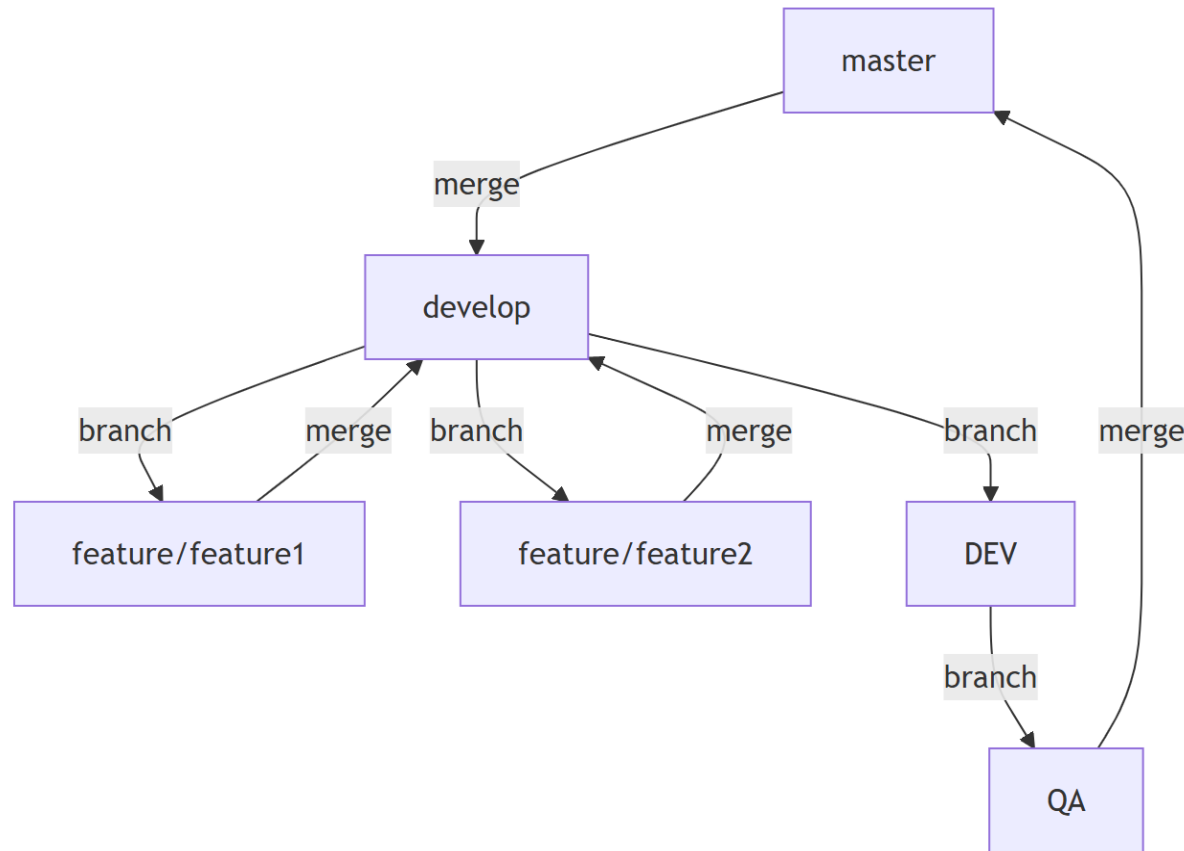 master
merge
develop
branch
merge
branch
merge
branch
merge
feature/feature1
feature/feature2
DEV
branch
QA